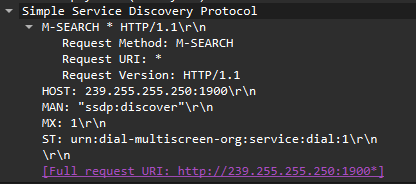 Simple Service Discovery Protocol
M-SEARCH * HTTP/1.1\r\n
Request Method: M-SEARCH
Request URI: *
Request Version: HTTP/1.1
HOST: 239.255.255.250:1900\r\n
MAN: "ssdp:discover"\r\n
MX: 1\r\n
ST: urn:dial-multiscreen-org:service:dial:1\r\n
\r\n
[Full request URI: http://239.255.255.250:1900*]